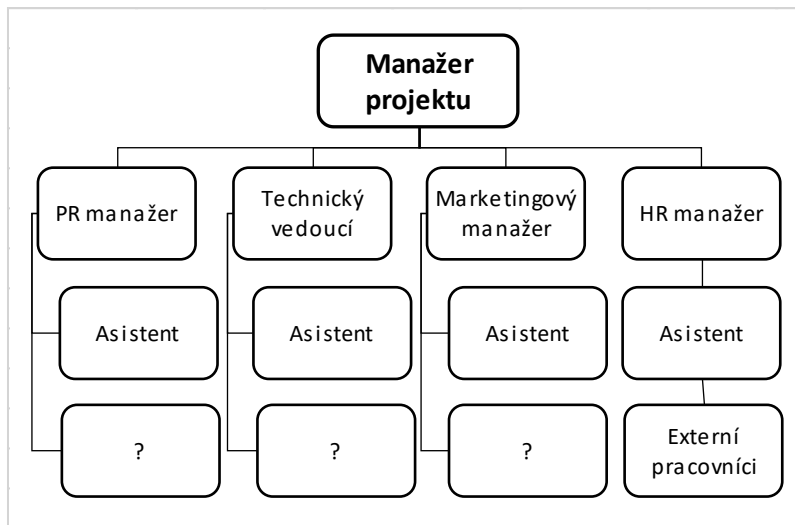 Manažer
projektu
PR manažer
Technický
vedoucí
Marketingový
manažer
HR manažer
Asistent
Asistent
Asistent
Asistent
?
?
?
Externí
pracovníci